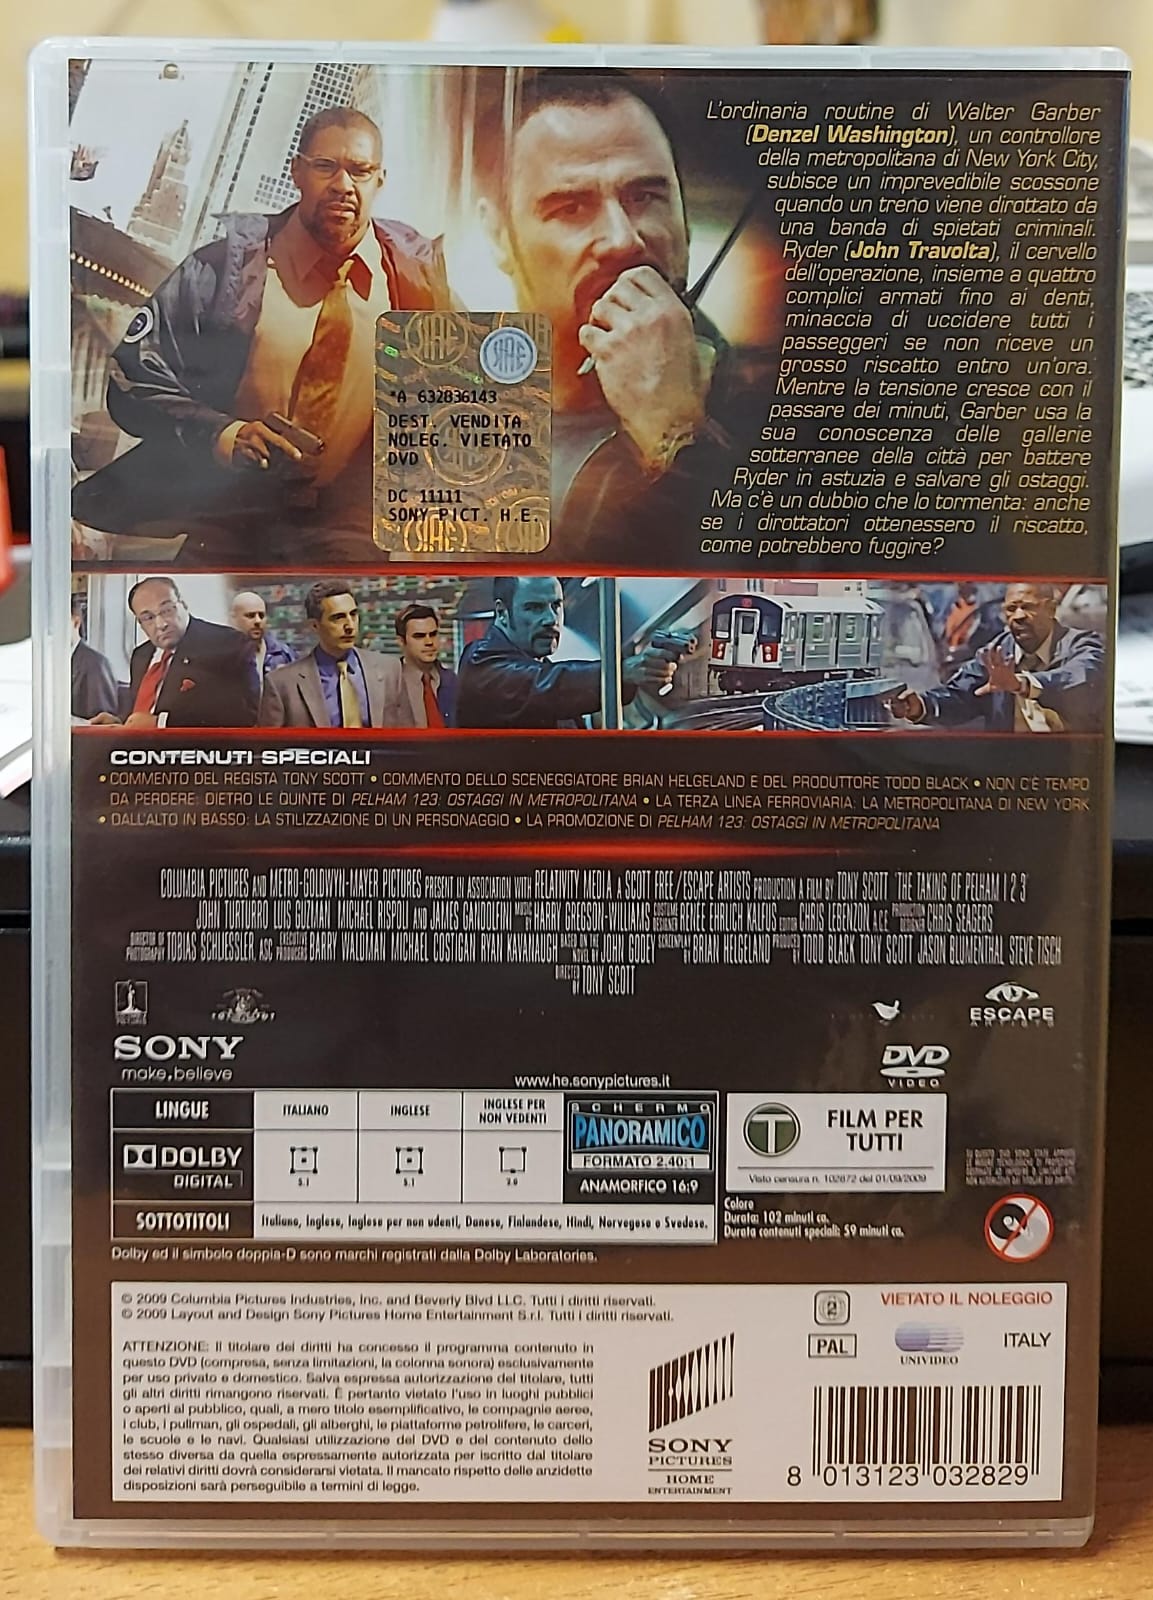 L'ordinaria routine di Walter Garber
(Denzel Washington), un controllore
della metropolitana di New York City,
subisce un imprevedibile scossone
quando un treno viene dirottato da
una banda di spietati criminali.
Ryder (John Travolta), il cervello
dell'operazione, insieme a quattro
complici armati fino ai denti,
minaccia di uccidere tutti i
passeggeri se non riceve un
grosso riscatto entro un'ora.
Mentre la tensione cresce con il
passare dei minuti, Garber usa la
sua conoscenza delle gallerie
sotterranee della città per battere
Ryder in astuzia e salvare gli ostaggi.
Ma c'è un dubbio che lo tormenta: anche
se i dirottatori ottenessero il riscatto,
come potrebbero fuggire?
*A 632836143
DEST. VENDITA
NOLEG. VIETATO
DVD
DC 11111
SONY PICT. H.E.
CONTENUTI SPECIALI
• COMMENTO DEL REGISTA TONY SCOTT • COMMENTO DELLO SCENEGGIATORE BRIAN HELGELAND E DEL PRODUTTORE TODD BLACK • NON C'È TEMPO
DA PERDERE: DIETRO LE QUINTE DI PELHAM 123: OSTAGGI IN METROPOLITANA • LA TERZA LINEA FERROVIARIA: LA METROPOLITANA DI NEW YORK
• DALL'ALTO IN BASSO: LA STILIZZAZIONE DI UN PERSONAGGIO • LA PROMOZIONE DI PELHAM 123: OSTAGGI IN METROPOLITANA
COLUMBIA PICTURES AND METRO-GOLDWYN-MAYER PICTURES PRESENT IN ASSOCIATION WITH RELATIVITY MEDIA A SCOTT FREE/ESCAPE ARTISTS PRODUCTION A FILM BY TONY SCOTT "THE TAKING OF PELHAM 1 2 3"
JOHN TURTURRO LUIS GUZMAN MICHAEL RISPOLI AND JAMES GANDOLFINI MUSIC BY HARRY GREGSON-WILLIAMS COSTUME DESIGNER RENÉE EHRLICH KALFUS EDITOR CHRIS LEBENZON, A.C.E. PRODUCTION DESIGNER CHRIS SEAGERS
DIRECTOR OF PHOTOGRAPHY TOBIAS SCHLIESSLER, ASC EXECUTIVE PRODUCERS BARRY WALDMAN MICHAEL COSTIGAN RYAN KAVANAUGH BASED ON THE NOVEL BY JOHN GODEY SCREENPLAY BY BRIAN HELGELAND PRODUCED BY TODD BLACK TONY SCOTT JASON BLUMENTHAL STEVE TISCH
DIRECTED BY TONY SCOTT
ESCAPE
ARTISTS
SONY
make.believe
DVD
VIDEO
www.he.sonypictures.it
LINGUE
ITALIANO
INGLESE
INGLESE PER
NON VEDENTI
DOLBY
DIGITAL
5.1
5.1
2.0
SCHERMO
PANORAMICO
FORMATO 2.40:1
ANAMORFICO 16:9
SOTTOTITOLI
Italiano, Inglese, Inglese per non udenti, Danese, Finlandese, Hindi, Norvegese e Svedese.
T
FILM PER
TUTTI
Visto censura n. 102872 del 01/09/2009
Colore
Durata: 102 minuti ca.
Durata contenuti speciali: 59 minuti ca.
Dolby ed il simbolo doppia-D sono marchi registrati dalla Dolby Laboratories.
© 2009 Columbia Pictures Industries, Inc. and Beverly Blvd LLC. Tutti i diritti riservati.
© 2009 Layout and Design Sony Pictures Home Entertainment S.r.l. Tutti i diritti riservati.
ATTENZIONE: Il titolare dei diritti ha concesso il programma contenuto in
questo DVD (compresa, senza limitazioni, la colonna sonora) esclusivamente
per uso privato e domestico. Salva espressa autorizzazione del titolare, tutti
gli altri diritti rimangono riservati. È pertanto vietato l'uso in luoghi pubblici
o aperti al pubblico, quali, a mero titolo esemplificativo, le compagnie aeree,
i club, i pullman, gli ospedali, gli alberghi, le piattaforme petrolifere, le carceri,
le scuole e le navi. Qualsiasi utilizzazione del DVD e del contenuto dello
stesso diversa da quella espressamente autorizzata per iscritto dal titolare
dei relativi diritti dovrà considerarsi vietata. Il mancato rispetto delle anzidette
disposizioni sarà perseguibile a termini di legge.
SONY
PICTURES
HOME
ENTERTAINMENT
2
PAL
VIETATO IL NOLEGGIO
UNIVIDEO
ITALY
8 013123 032829